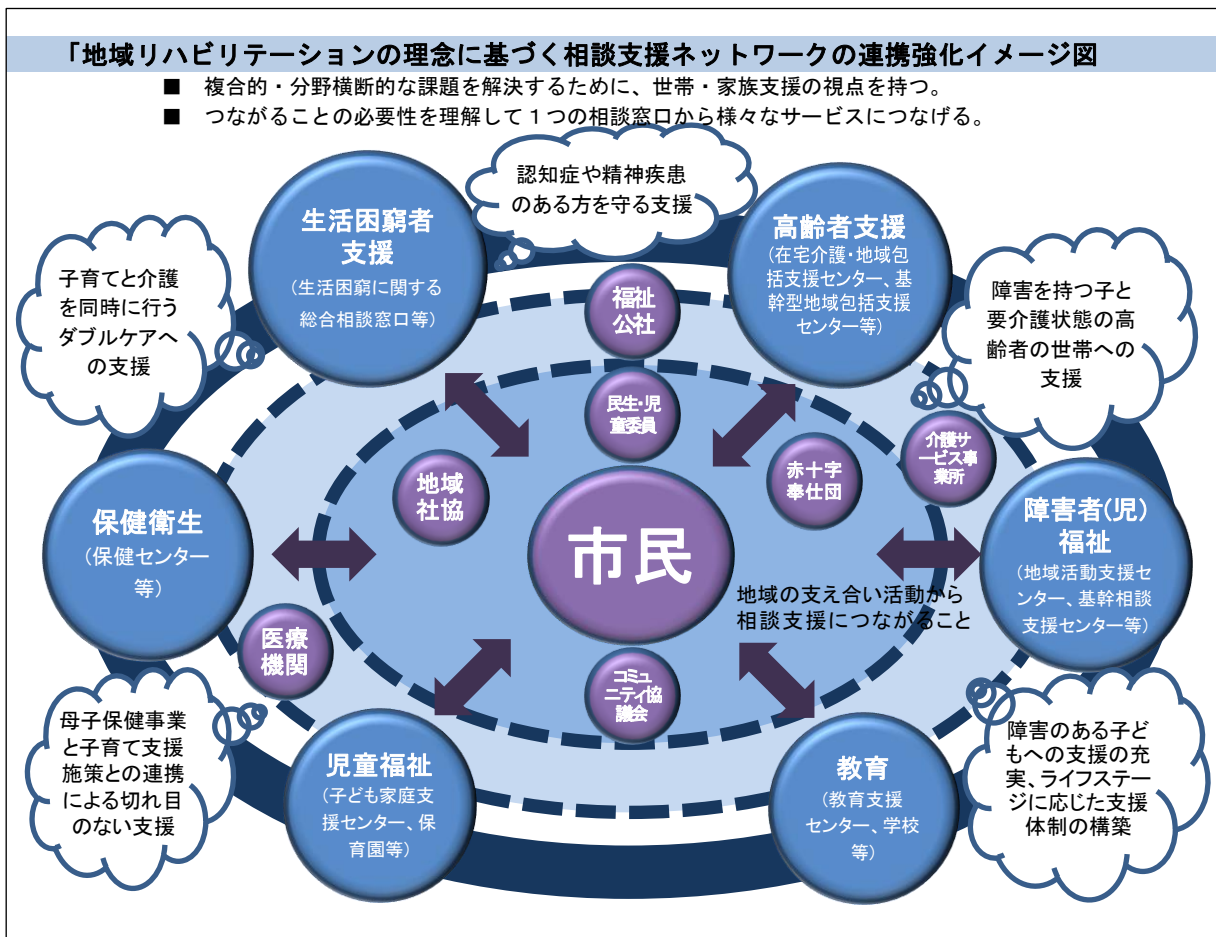 「地域リハビリテーションの理念に基づく相談支援ネットワークの連携強化イメージ図
■ 複合的・分野横断的な課題を解決するために、世帯・家族支援の視点を持つ。
■ つながることの必要性を理解して１つの相談窓口から様々なサービスにつなげる。
認知症や精神疾患
のある方を守る支援
生活困窮者
支援
(生活困窮に関する
総合相談窓口等)
高齢者支援
(在宅介護・地域包
括支援センター、基
幹型地域包括支援
センター等)
子育てと介護
を同時に行う
ダブルケアへ
の支援
障害を持つ子と
要介護状態の高
齢者の世帯への
支援
福祉
公社
民生・児
童委員
地域
社協
赤十字
奉仕団
介護サ
ービス事
業所
保健衛生
(保健センター
等)
市民
障害者(児)
福祉
(地域活動支援セ
ンター、基幹相談
支援センター等)
地域の支え合い活動から
相談支援につながること
医療
機関
コミュ
ニティ協
議会
母子保健事業
と子育て支援
施策との連携
による切れ目
のない支援
児童福祉
(子ども家庭支
援センター、保
育園等)
教育
(教育支援
センター、学校
等)
障害のある子ど
もへの支援の充
実、ライフステー
ジに応じた支援
体制の構築